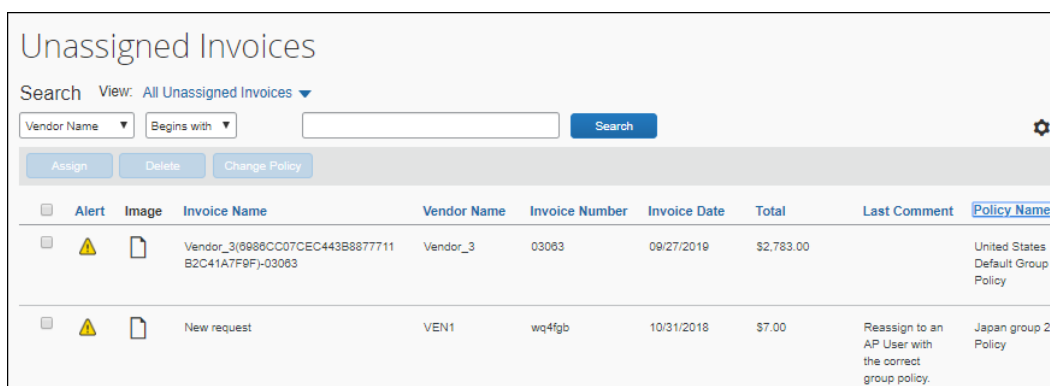 Unassigned Invoices
Search View: All Unassigned Invoices
Vendor Name Begins with Search
Assign Delete Change Policy
Alert Image Invoice Name Vendor Name Invoice Number Invoice Date Total Last Comment Policy Name
Vendor_3(6986CC07CEC443B8877711 Vendor_3 03063 09/27/2019 $2,783.00 United States
B2C41A7F9F)-03063 Default Group
Policy
New request VEN1 wq4fgb 10/31/2018 $7.00 Reassign to an Japan group 2
AP User with Policy
the correct
group policy.